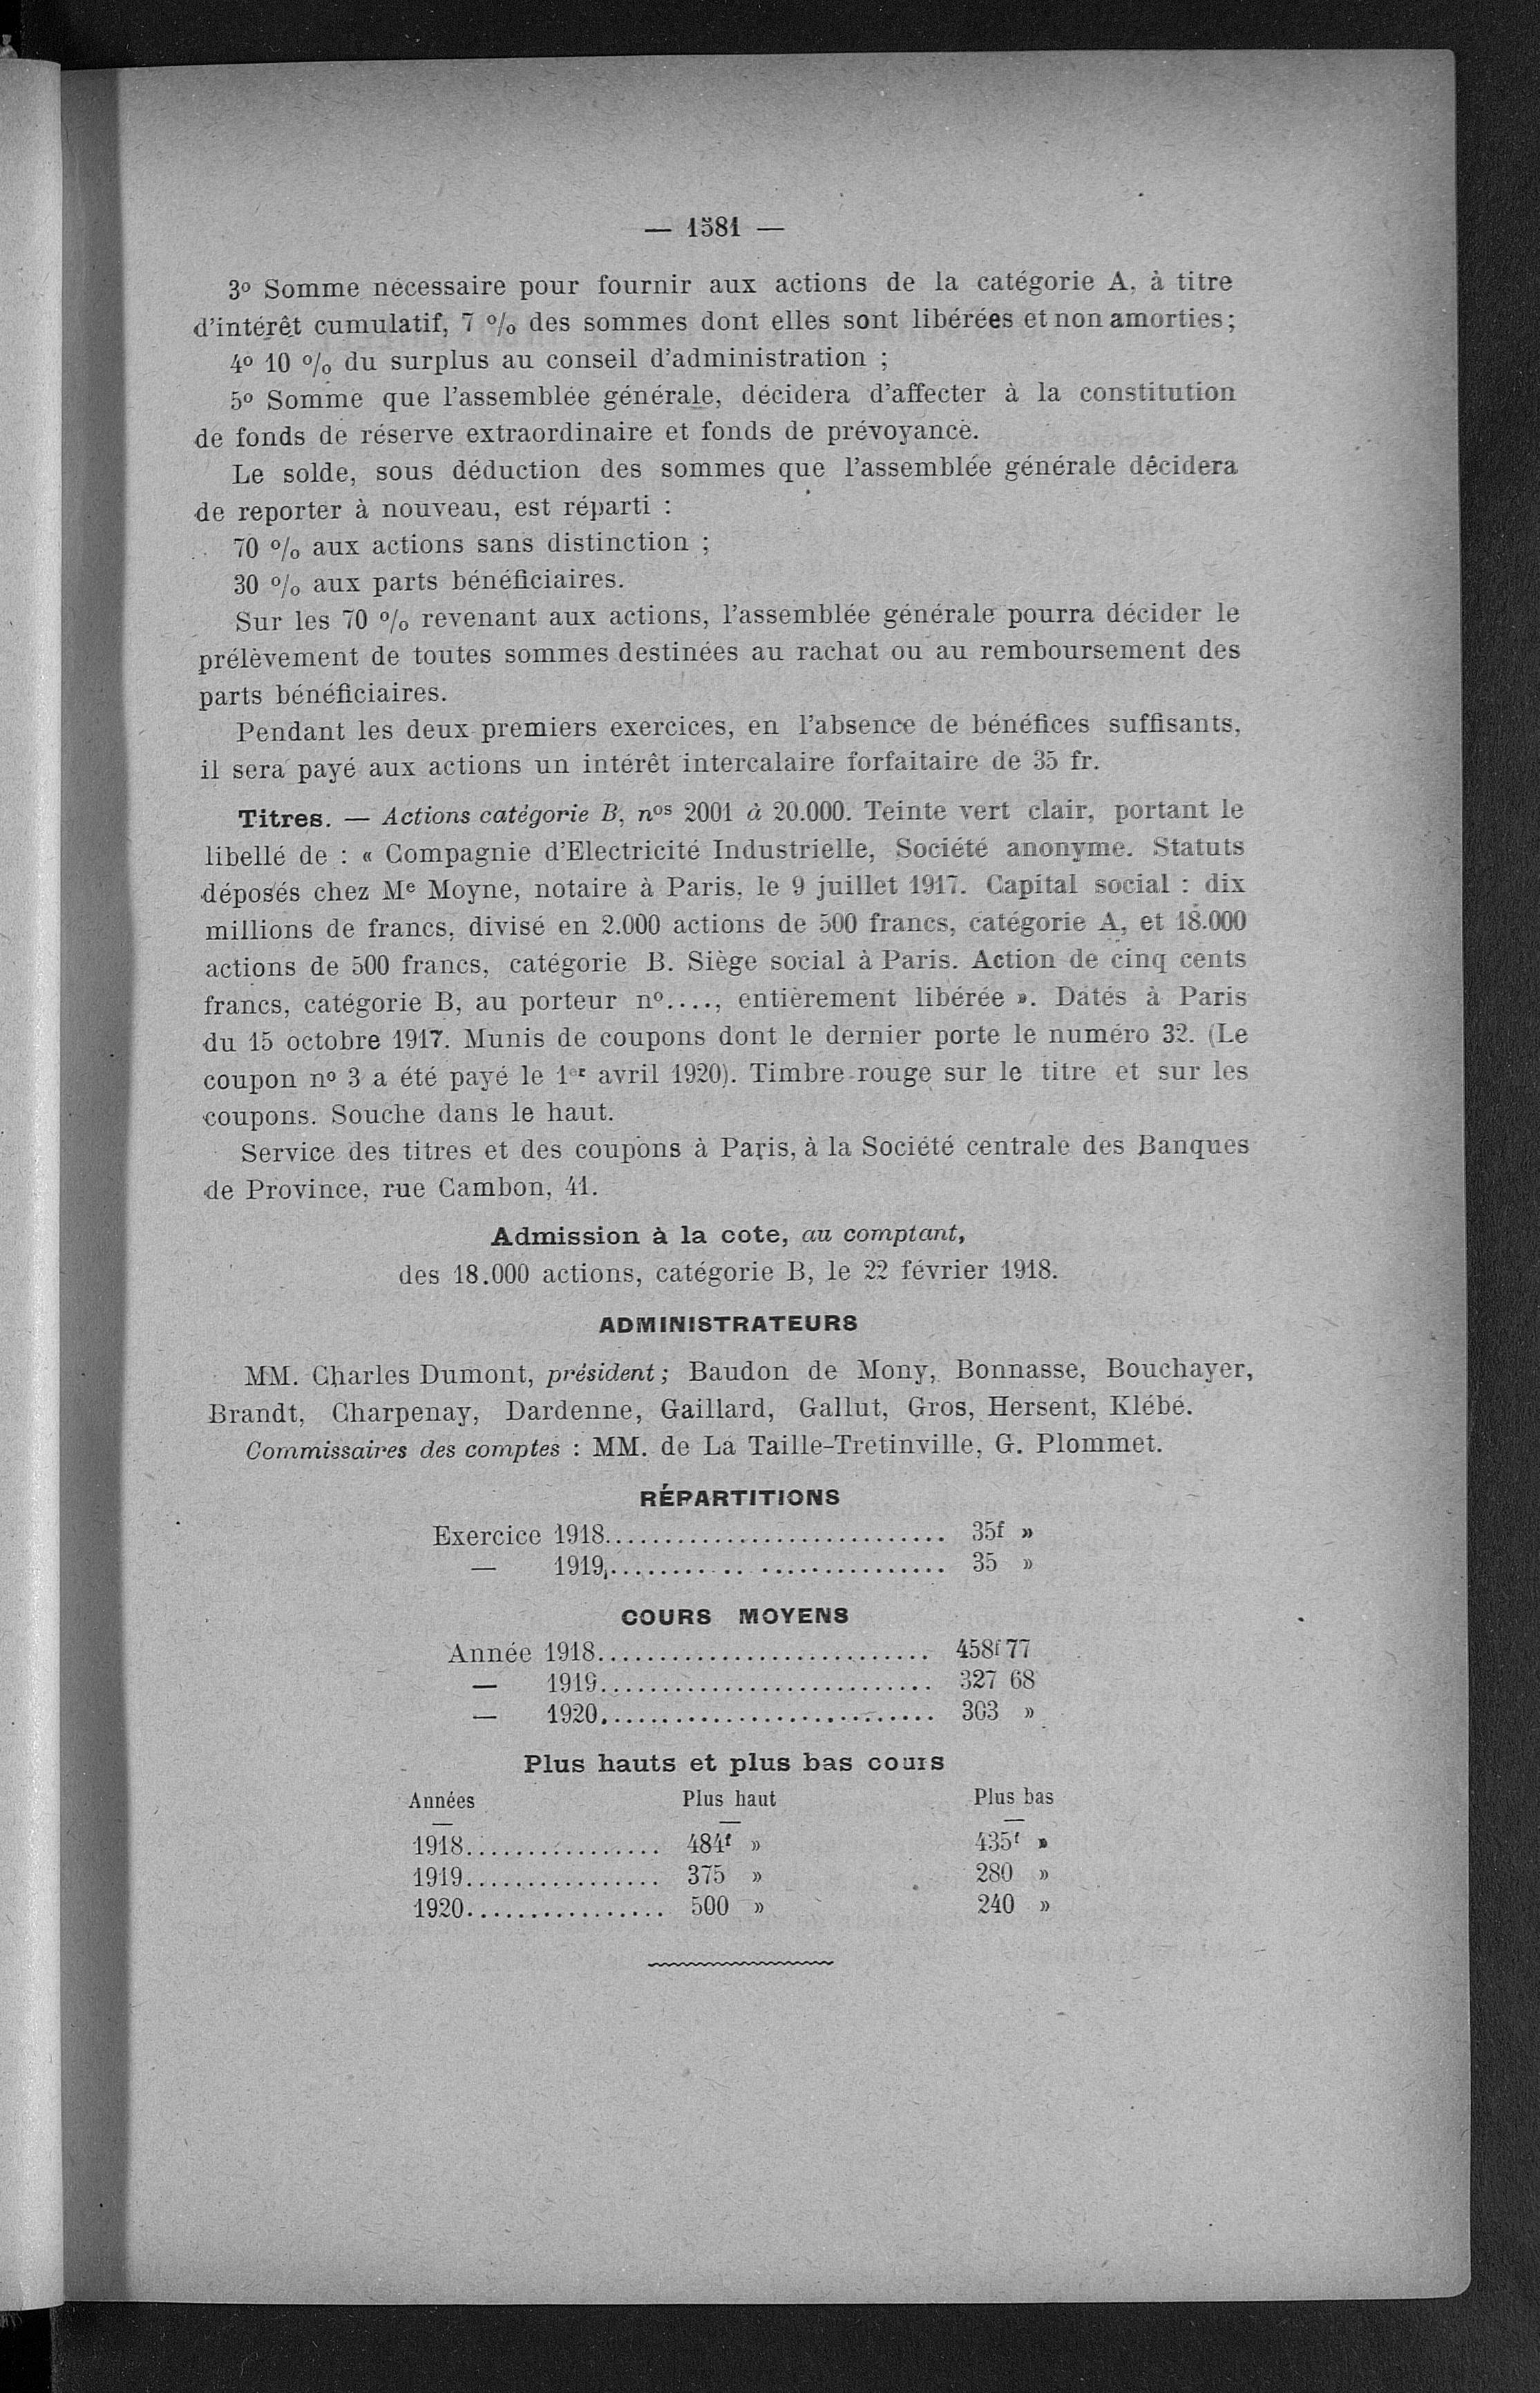 — 1581 —
3º Somme nécessaire pour fournir aux actions de la catégorie A, à titre
d'intérêt cumulatif, 7 % des sommes dont elles sont libérées et non amorties;
4º 10 % du surplus au conseil d'administration ;
5º Somme que l'assemblée générale, décidera d'affecter à la constitution
de fonds de réserve extraordinaire et fonds de prévoyance.
Le solde, sous déduction des sommes que l'assemblée générale décidera
de reporter à nouveau, est réparti :
70 % aux actions sans distinction ;
30 % aux parts bénéficiaires.
Sur les 70 % revenant aux actions, l'assemblée générale pourra décider le
prélèvement de toutes sommes destinées au rachat ou au remboursement des
parts bénéficiaires.
Pendant les deux premiers exercices, en l'absence de bénéfices suffisants,
il sera payé aux actions un intérêt intercalaire forfaitaire de 35 fr.
Titres. — Actions catégorie B, nos 2001 à 20.000. Teinte vert clair, portant le
libellé de : « Compagnie d'Electricité Industrielle, Société anonyme. Statuts
déposés chez Me Moyne, notaire à Paris, le 9 juillet 1917. Capital social : dix
millions de francs, divisé en 2.000 actions de 500 francs, catégorie A, et 18.000
actions de 500 francs, catégorie B. Siège social à Paris. Action de cinq cents
francs, catégorie B, au porteur nº...., entièrement libérée ». Datés à Paris
du 15 octobre 1917. Munis de coupons dont le dernier porte le numéro 32. (Le
coupon nº 3 a été payé le 1er avril 1920). Timbre rouge sur le titre et sur les
coupons. Souche dans le haut.
Service des titres et des coupons à Paris, à la Société centrale des Banques
de Province, rue Cambon, 41.
Admission à la cote, au comptant,
des 18.000 actions, catégorie B, le 22 février 1918.
ADMINISTRATEURS
MM. Charles Dumont, président ; Baudon de Mony, Bonnasse, Bouchayer,
Brandt, Charpenay, Dardenne, Gaillard, Gallut, Gros, Hersent, Klébé.
Commissaires des comptes : MM. de La Taille-Tretinville, G. Plommet.
RÉPARTITIONS
Exercice 1918............................ 35f »
— 1919............................ 35 »
COURS MOYENS
Année 1918............................ 458f 77
— 1919............................ 327 68
— 1920............................ 303 »
Plus hauts et plus bas cours
Années Plus haut Plus bas
1918................ 484f » 435f »
1919................ 375 » 280 »
1920................ 500 » 240 »